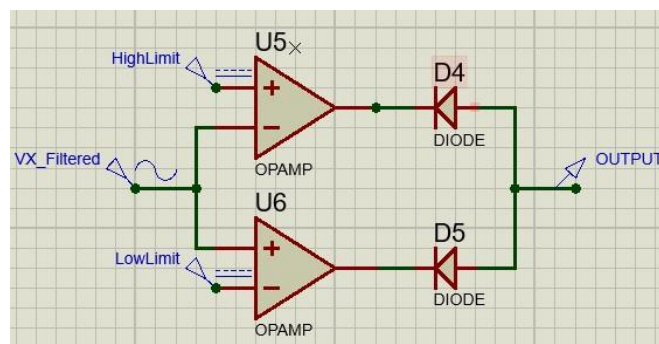 U5
HighLimit
D4
DIODE
VX_Filtered
OPAMP
OUTPUT
U6
LowLimit
D5
DIODE
OPAMP